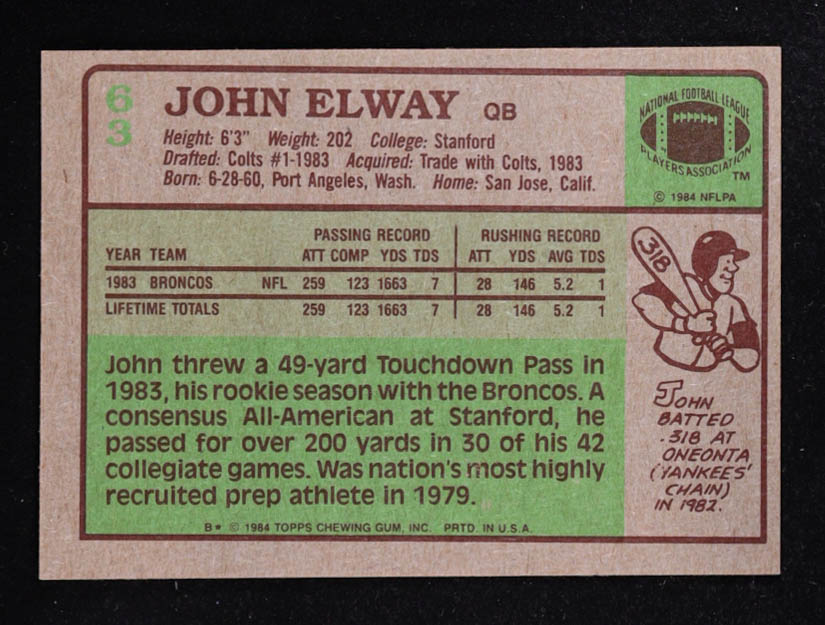 63
JOHN ELWAY QB
Height: 6'3" Weight: 202 College: Stanford
Drafted: Colts #1-1983 Acquired: Trade with Colts, 1983
Born: 6-28-60, Port Angeles, Wash. Home: San Jose, Calif.
NATIONAL FOOTBALL LEAGUE
PLAYERS ASSOCIATION
TM
© 1984 NFLPA
PASSING RECORD RUSHING RECORD
YEAR TEAM ATT COMP YDS TDS ATT YDS AVG TDS
1983 BRONCOS NFL 259 123 1663 7 28 146 5.2 1
LIFETIME TOTALS 259 123 1663 7 28 146 5.2 1
John threw a 49-yard Touchdown Pass in
1983, his rookie season with the Broncos. A
consensus All-American at Stanford, he
passed for over 200 yards in 30 of his 42
collegiate games. Was nation's most highly
recruited prep athlete in 1979.
B* © 1984 TOPPS CHEWING GUM, INC. PRTD. IN U.S.A.
318
JOHN
BATTED
.318 AT
ONEONTA
(YANKEES'
CHAIN)
IN 1982.